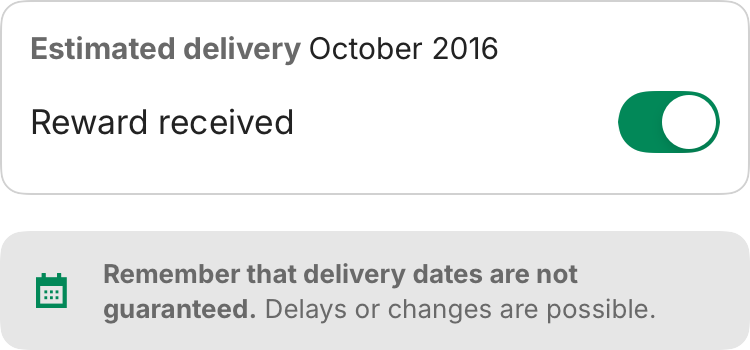 Estimated delivery October 2016
Reward received
Remember that delivery dates are not
guaranteed. Delays or changes are possible.